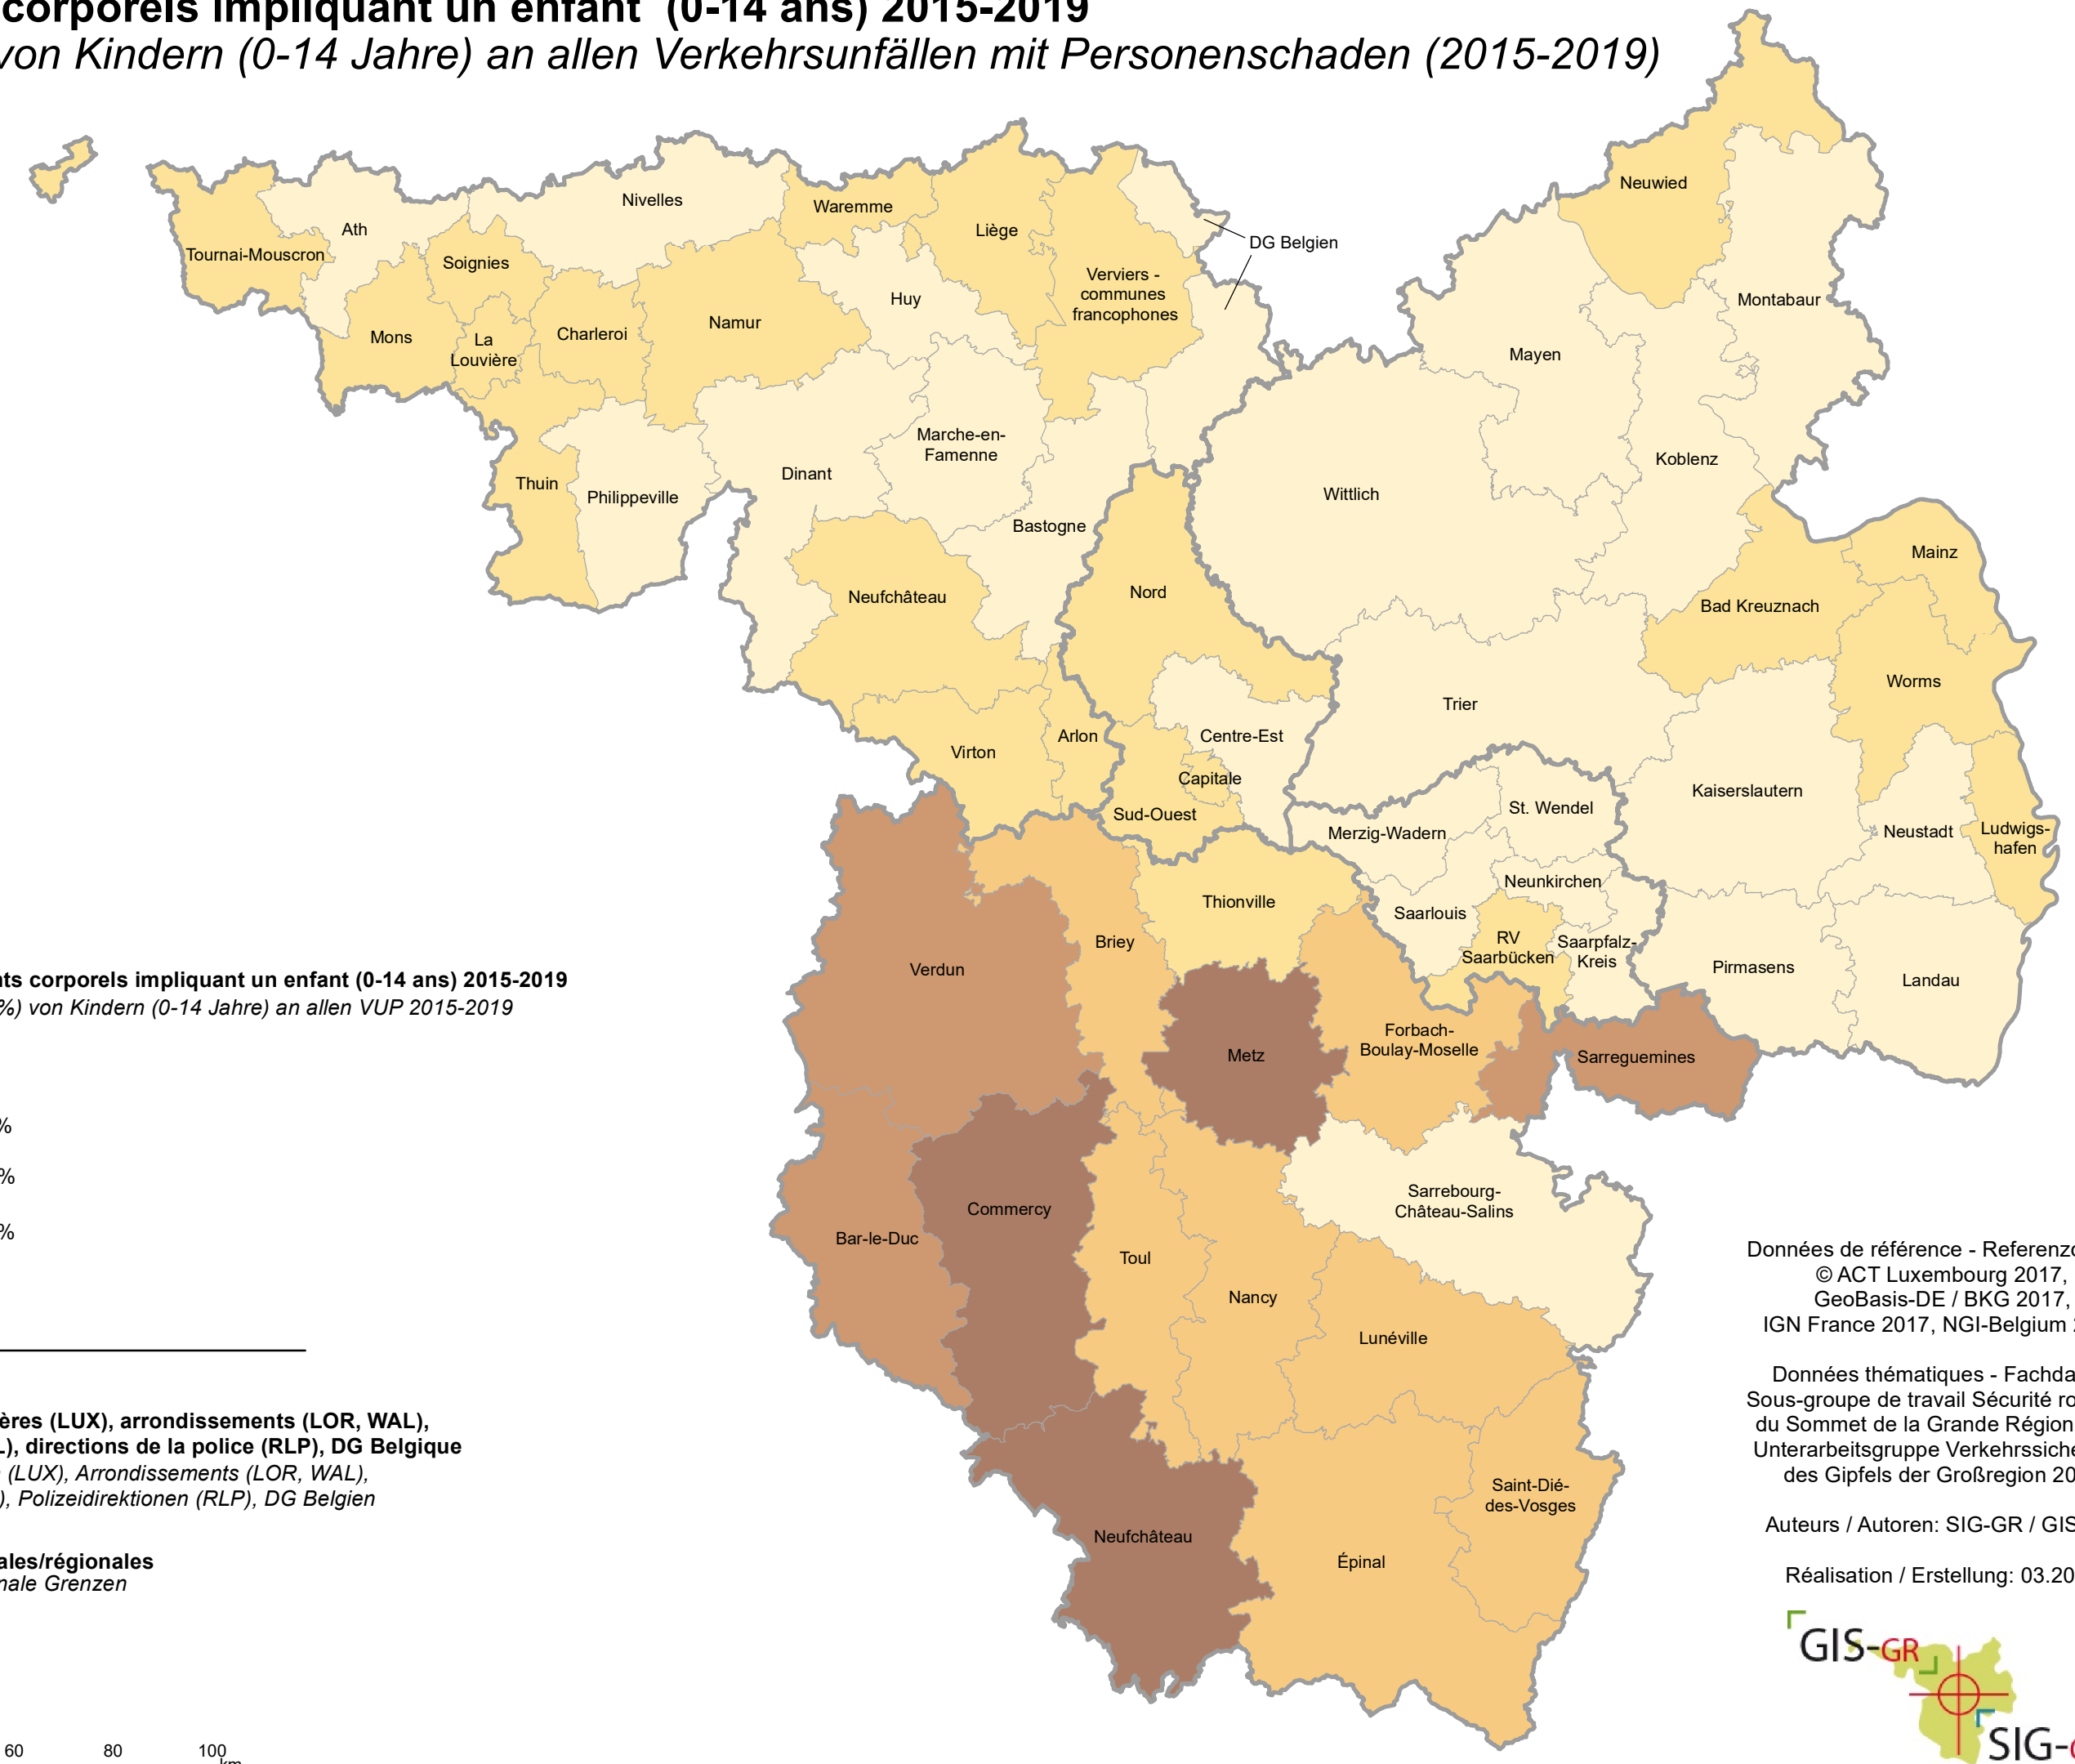 corporels impliquant un enfant (0-14 ans) 2015-2019
von Kindern (0-14 Jahre) an allen Verkehrsunfällen mit Personenschaden (2015-2019)
Neuwied
Nivelles
Waremme
Ath
Liège
DG Belgien
Tournai-Mouscron
Soignies
Verviers -
communes
francophones
Huy
Montabaur
Namur
Charleroi
Mons
La
Louvière
Mayen
Marche-en-
Famenne
Koblenz
Dinant
Thuin
Philippeville
Wittlich
Bastogne
Mainz
Nord
Neufchâteau
Bad Kreuznach
Worms
Trier
Centre-Est
Arlon
Virton
Capitale
Kaiserslautern
St. Wendel
Sud-Ouest
Merzig-Wadern
Neustadt
Ludwigs-
hafen
Neunkirchen
Thionville
Saarlouis
RV
Saarbücken
Saarpfalz-
Kreis
Briey
Verdun
Pirmasens
Landau
nts corporels impliquant un enfant (0-14 ans) 2015-2019
%) von Kindern (0-14 Jahre) an allen VUP 2015-2019
Forbach-
Boulay-Moselle
Metz
Sarreguemines
%
%
%
Sarrebourg-
Château-Salins
Commercy
Bar-le-Duc
Toul
Nancy
Lunéville
Données de référence - Referenzd
© ACT Luxembourg 2017,
GeoBasis-DE / BKG 2017,
IGN France 2017, NGI-Belgium 2
Données thématiques - Fachda
Sous-groupe de travail Sécurité ro
du Sommet de la Grande Région
Unterarbeitsgruppe Verkehrssiche
des Gipfels der Großregion 20
Auteurs / Autoren: SIG-GR / GIS
Réalisation / Erstellung: 03.20
ères (LUX), arrondissements (LOR, WAL),
L), directions de la police (RLP), DG Belgique
(LUX), Arrondissements (LOR, WAL),
), Polizeidirektionen (RLP), DG Belgien
Saint-Dié-
des-Vosges
Neufchâteau
Épinal
ales/régionales
nale Grenzen
GIS-GR
SIG-
60 80 100
km